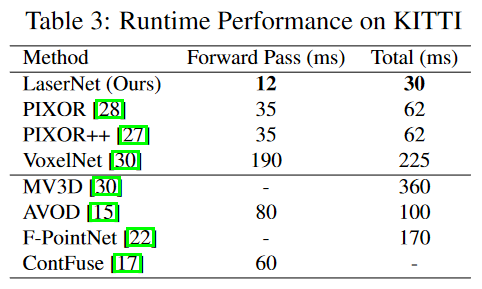 Table 3: Runtime Performance on KITTI
Method Forward Pass (ms) Total (ms)
LaserNet (Ours) 12 30
PIXOR [28] 35 62
PIXOR++ [27] 35 62
VoxelNet [30] 190 225
MV3D [30] - 360
AVOD [15] 80 100
F-PointNet [22] - 170
ContFuse [17] 60 -